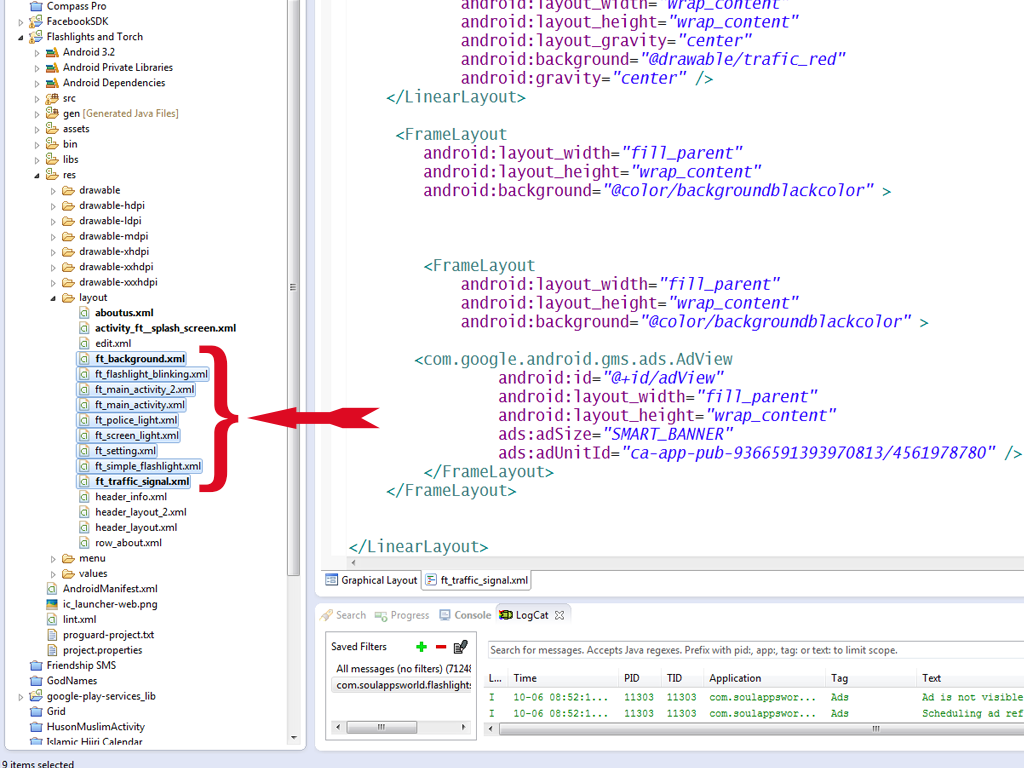 Compass Pro
FacebookSDK
Flashlights and Torch
Android 3.2
Android Private Libraries
Android Dependencies
src
gen [Generated Java Files]
assets
bin
libs
res
drawable
drawable-hdpi
drawable-ldpi
drawable-mdpi
drawable-xhdpi
drawable-xxhdpi
drawable-xxxhdpi
layout
aboutus.xml
activity_ft__splash_screen.xml
edit.xml
ft_background.xml
ft_flashlight_blinking.xml
ft_main_activity_2.xml
ft_main_activity.xml
ft_police_light.xml
ft_screen_light.xml
ft_setting.xml
ft_simple_flashlight.xml
ft_traffic_signal.xml
header_info.xml
header_layout_2.xml
header_layout.xml
row_about.xml
menu
values
AndroidManifest.xml
ic_launcher-web.png
lint.xml
proguard-project.txt
project.properties
Friendship SMS
GodNames
google-play-services_lib
Grid
HusonMuslimActivity
Islamic Hijri Calendar
9 items selected
android:layout_width="wrap_content"
android:layout_height="wrap_content"
android:layout_gravity="center"
android:background="@drawable/trafic_red"
android:gravity="center" />
</LinearLayout>
<FrameLayout
android:layout_width="fill_parent"
android:layout_height="wrap_content"
android:background="@color/backgroundblackcolor" >
<FrameLayout
android:layout_width="fill_parent"
android:layout_height="wrap_content"
android:background="@color/backgroundblackcolor" >
<com.google.android.gms.ads.AdView
android:id="@+id/adView"
android:layout_width="fill_parent"
android:layout_height="wrap_content"
ads:adSize="SMART_BANNER"
ads:adUnitId="ca-app-pub-9366591393970813/4561978780" />
</FrameLayout>
</FrameLayout>
</LinearLayout>
Graphical Layout ft_traffic_signal.xml
Search Progress Console LogCat
Saved Filters
All messages (no filters) (71248
com.soulappsworld.flashlights
Search for messages. Accepts Java regexes. Prefix with pid:, app:, tag: or text: to limit scope.
L... Time PID TID Application Tag Text
I 10-06 08:52:1... 11303 11303 com.soulappswor... Ads Ad is not visible
I 10-06 08:52:1... 11303 11303 com.soulappswor... Ads Scheduling ad ref